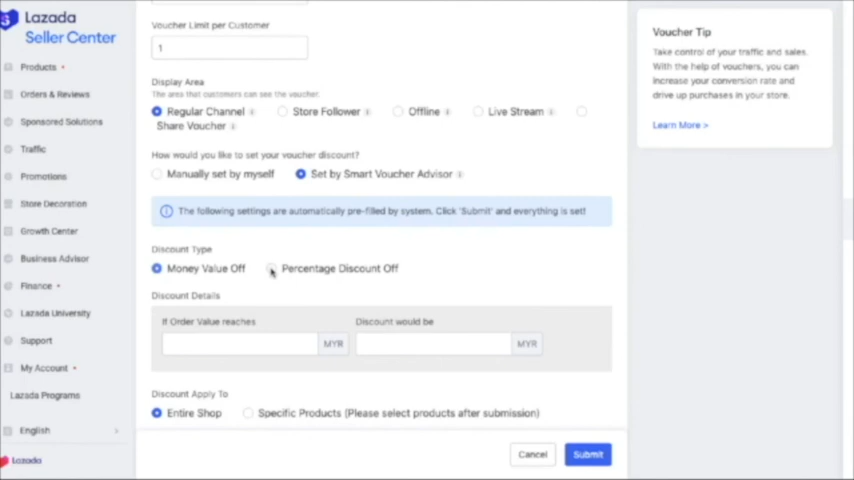 Lazada
Seller Center
Products
Orders & Reviews
Sponsored Solutions
Traffic
Promotions
Store Decoration
Growth Center
Business Advisor
Finance
Lazada University
Support
My Account
Lazada Programs
English
Lazada
Voucher Limit per Customer
1
Display Area
The area that customers can see the voucher.
Regular Channel Store Follower Offline Live Stream
Share Voucher
How would you like to set your voucher discount?
Manually set by myself Set by Smart Voucher Advisor
The following settings are automatically pre-filled by system. Click 'Submit' and everything is set!
Discount Type
Money Value Off Percentage Discount Off
Discount Details
If Order Value reaches Discount would be
MYR MYR
Discount Apply To
Entire Shop Specific Products (Please select products after submission)
Cancel Submit
Voucher Tip
Take control of your traffic and sales.
With the help of vouchers, you can
increase your conversion rate and
drive up purchases in your store.
Learn More >